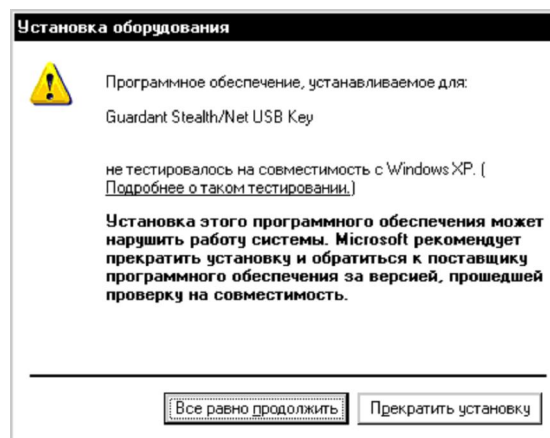 Установка оборудования
Программное обеспечение, устанавливаемое для:
Guardant Stealth/Net USB Key
не тестировалось на совместимость с Windows XP. (
Подробнее о таком тестировании.)
Установка этого программного обеспечения может
нарушить работу системы. Microsoft рекомендует
прекратить установку и обратиться к поставщику
программного обеспечения за версией, прошедшей
проверку на совместимость.
Все равно продолжить
Прекратить установку